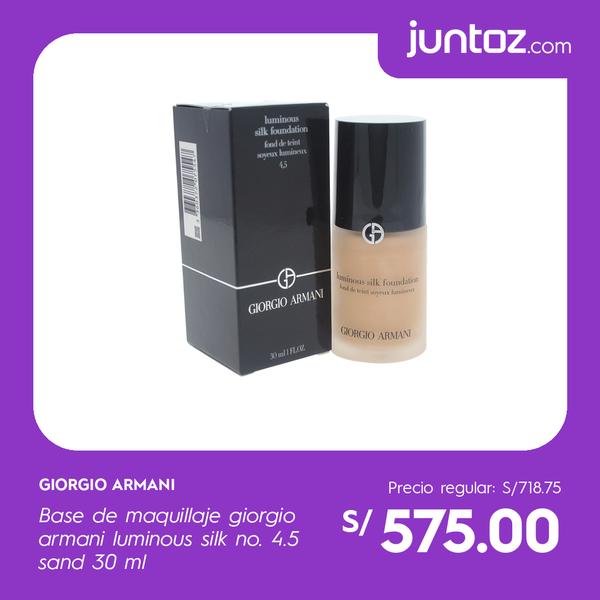 juntoz.com
luminous
silk foundation
fond de teint
soyeux lumineux
4,5
GIORGIO ARMANI
30 ml 1 FL.OZ.
luminous silk foundation
fond de teint soyeux lumineux
GIORGIO ARMANI
GIORGIO ARMANI
Base de maquillaje giorgio
armani luminous silk no. 4.5
sand 30 ml
Precio regular: S/718.75
S/ 575.00